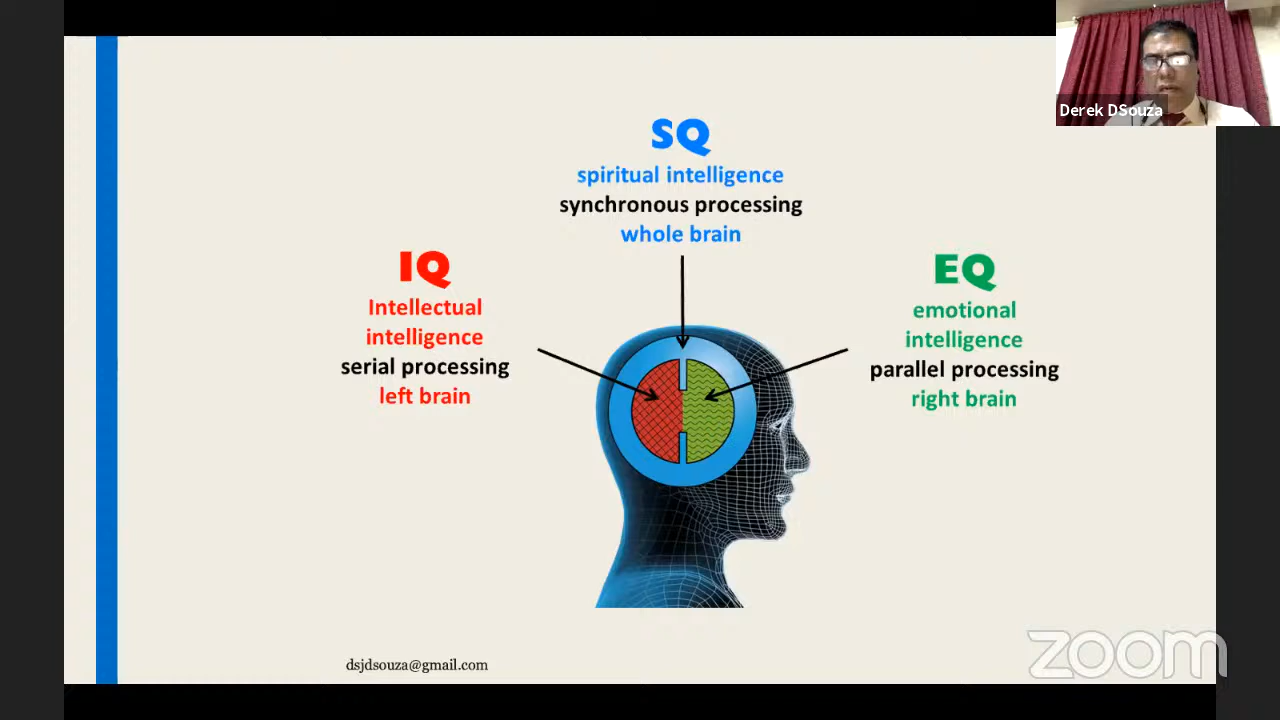 Derek DSouza
SQ
spiritual intelligence
synchronous processing
whole brain
IQ
Intellectual
intelligence
serial processing
left brain
EQ
emotional
intelligence
parallel processing
right brain
dsjdsouza@gmail.com
zoom